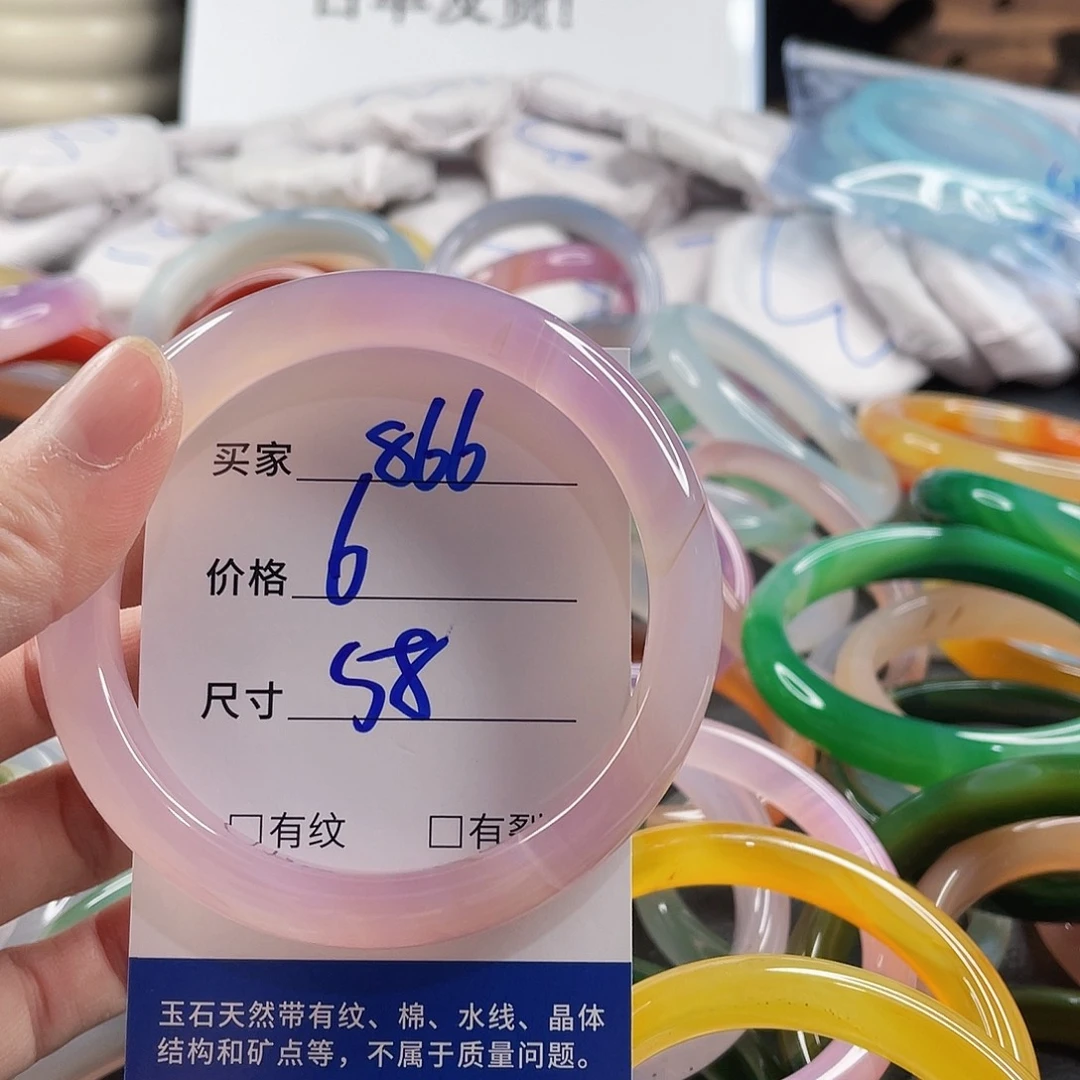 买家 866
价格 6
尺寸 58
□有纹 □有裂
玉石天然带有纹、棉、水线、晶体
结构和矿点等，不属于质量问题。